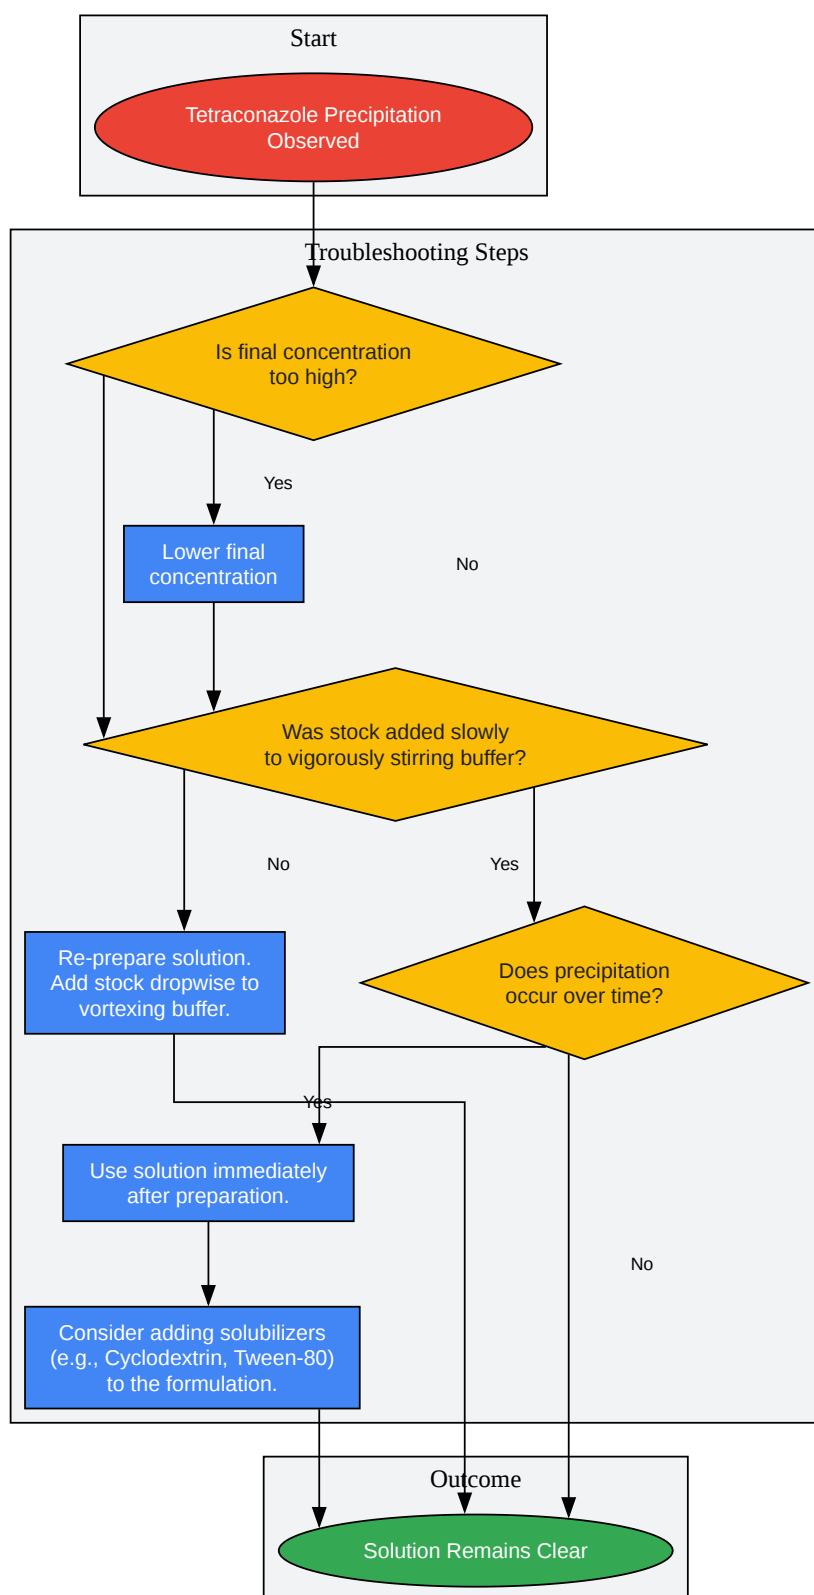 Start
Tetraconazole Precipitation
Observed
Troubleshooting Steps
Is final concentration
too high?
Yes
Lower final
concentration
No
Was stock added slowly
to vigorously stirring buffer?
No
Yes
Re-prepare solution.
Add stock dropwise to
vortexing buffer.
Does precipitation
occur over time?
Yes
Use solution immediately
after preparation.
No
Consider adding solubilizers
(e.g., Cyclodextrin, Tween-80)
to the formulation.
Outcome
Solution Remains Clear